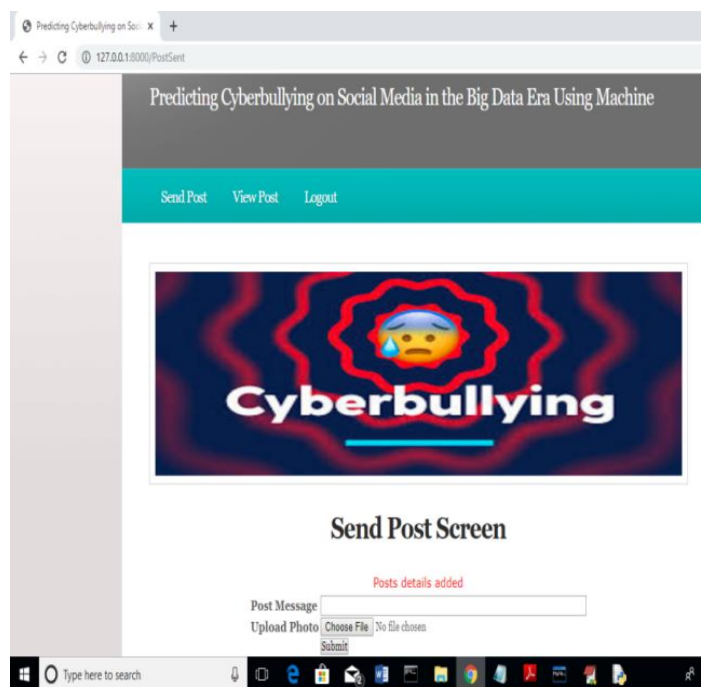 Predicting Cyberbullying on Soci
127.0.0.1:8000/PostSent
Predicting Cyberbullying on Social Media in the Big Data Era Using Machine
Send Post View Post Logout
Cyberbullying
Send Post Screen
Posts details added
Post Message
Upload Photo Choose File No file chosen
Submit
Type here to search